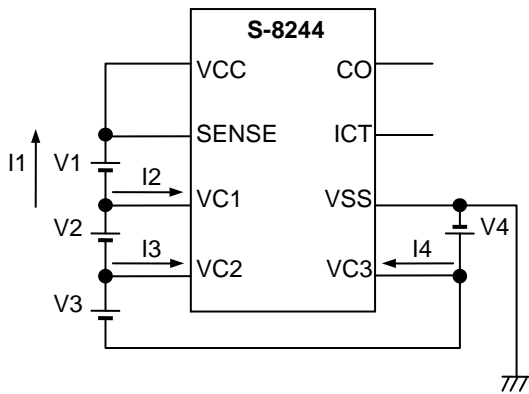 S-8244
VCC CO
SENSE ICT
I1 V1
I2
VC1 VSS
V2 V4
I3 I4
VC2 VC3
V3